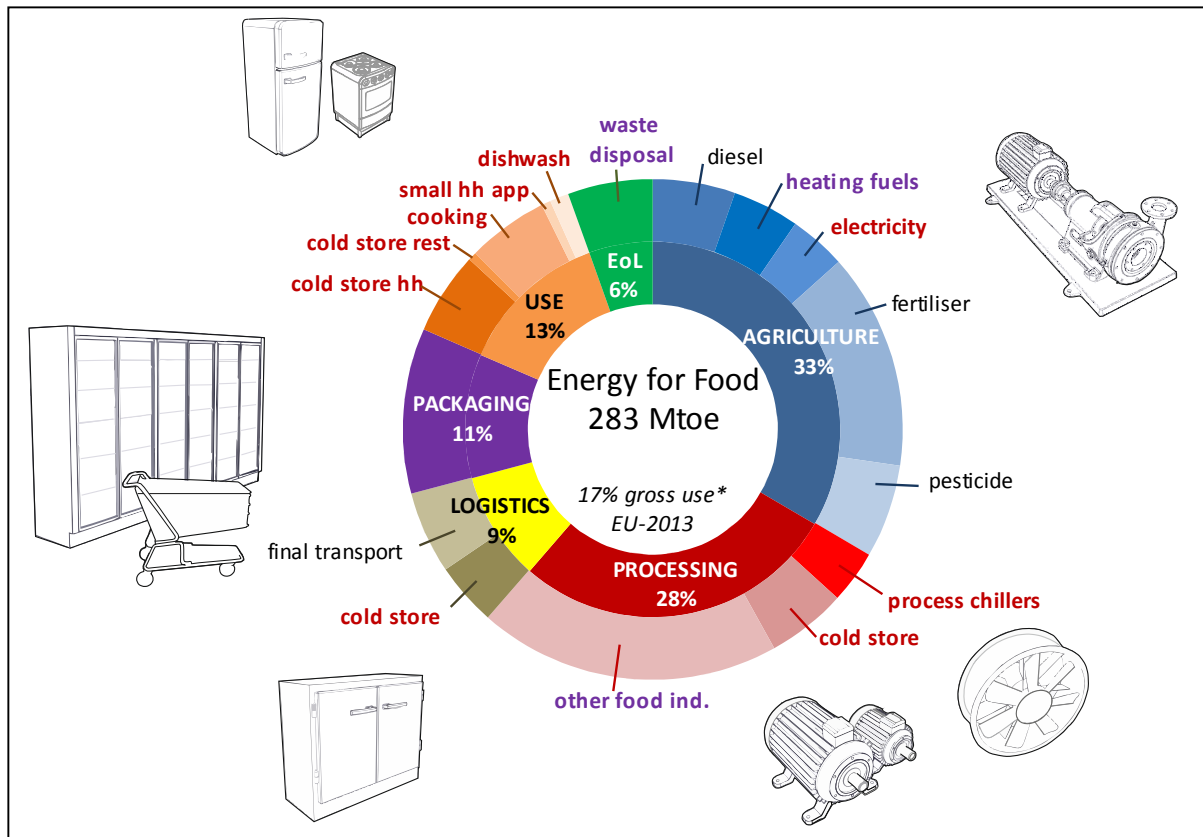 waste
disposal
diesel
dishwash
heating fuels
small hh app
cooking
electricity
cold store rest
EoL
6%
cold store hh
USE
13%
fertiliser
AGRICULTURE
33%
Energy for Food
283 Mtoe
PACKAGING
11%
17% gross use*
EU-2013
pesticide
LOGISTICS
9%
final transport
PROCESSING
28%
process chillers
cold store
cold store
other food ind.